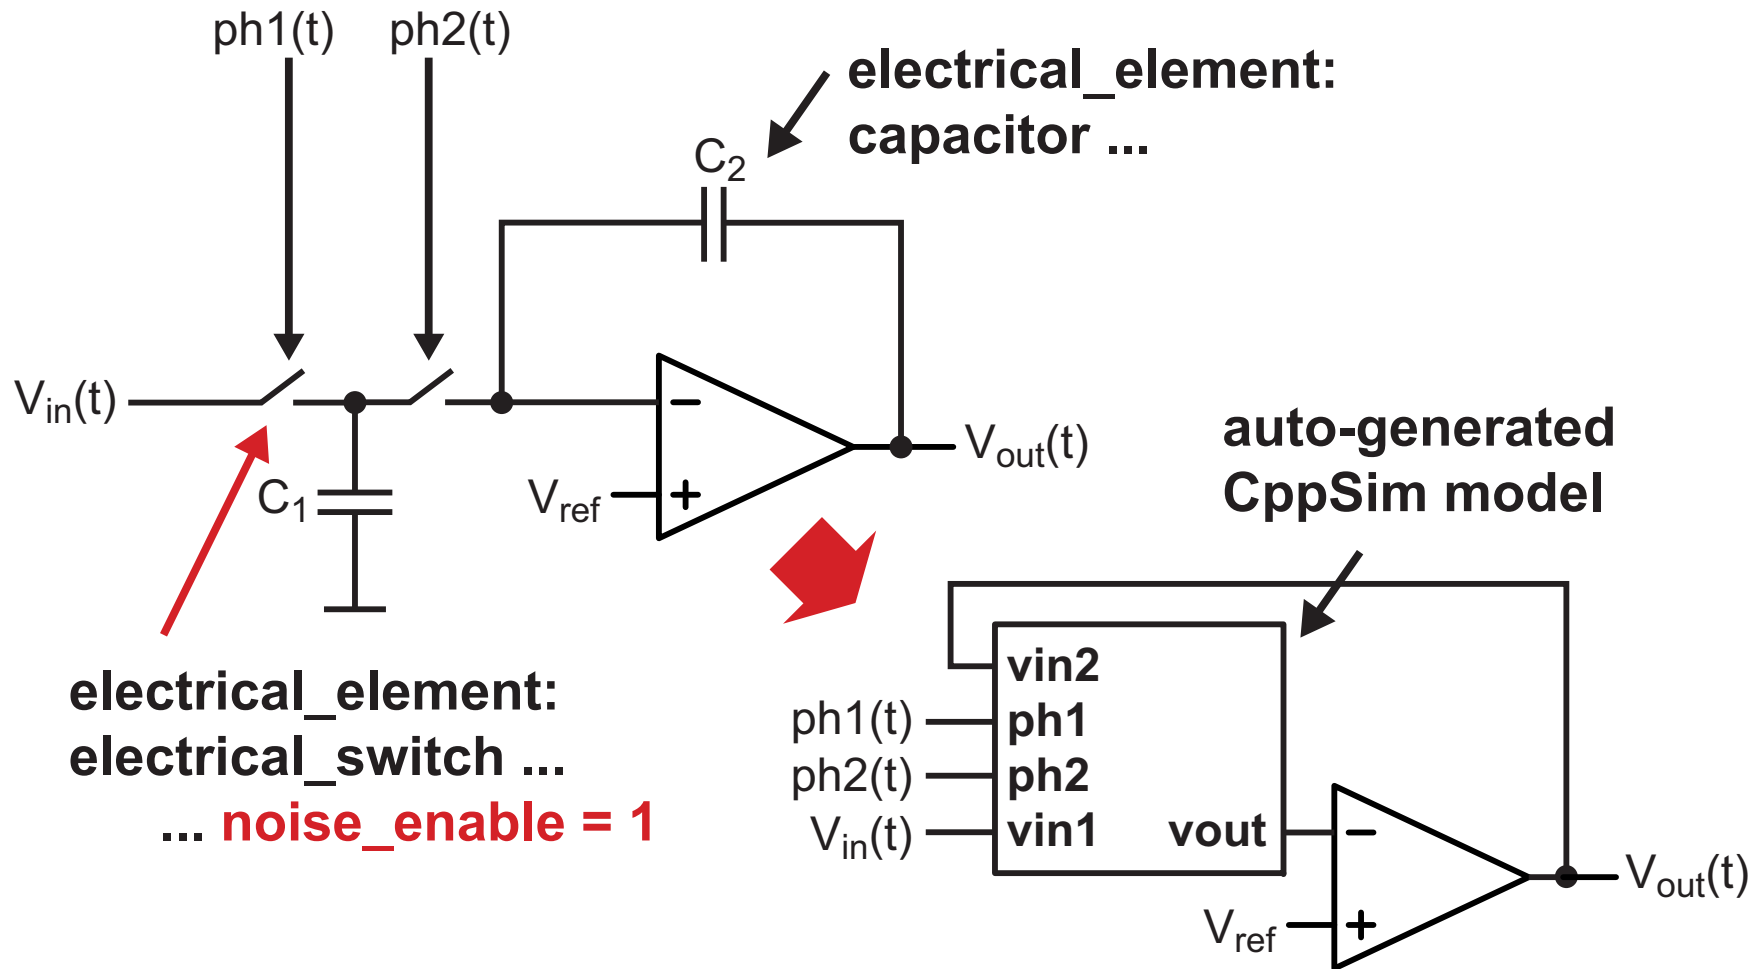 ph1(t) ph2(t)
electrical_element:
capacitor ...
C2
Vin(t)
−
Vout(t)
Vref
+
C1
auto-generated
CppSim model
electrical_element:
electrical_switch ...
... noise_enable = 1
vin2
ph1(t) ph1
ph2(t) ph2
Vin(t) vin1 vout −
Vout(t)
Vref +